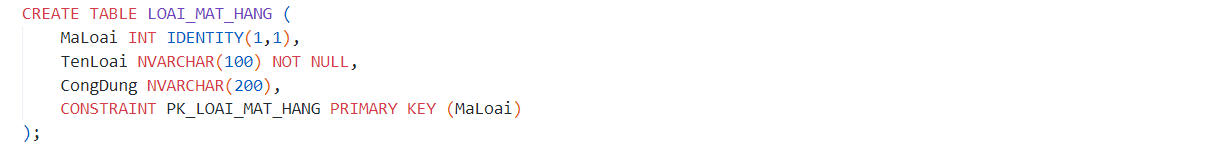 CREATE TABLE LOAI_MAT_HANG (
    MaLoai INT IDENTITY(1,1),
    TenLoai NVARCHAR(100) NOT NULL,
    CongDung NVARCHAR(200),
    CONSTRAINT PK_LOAI_MAT_HANG PRIMARY KEY (MaLoai)
);